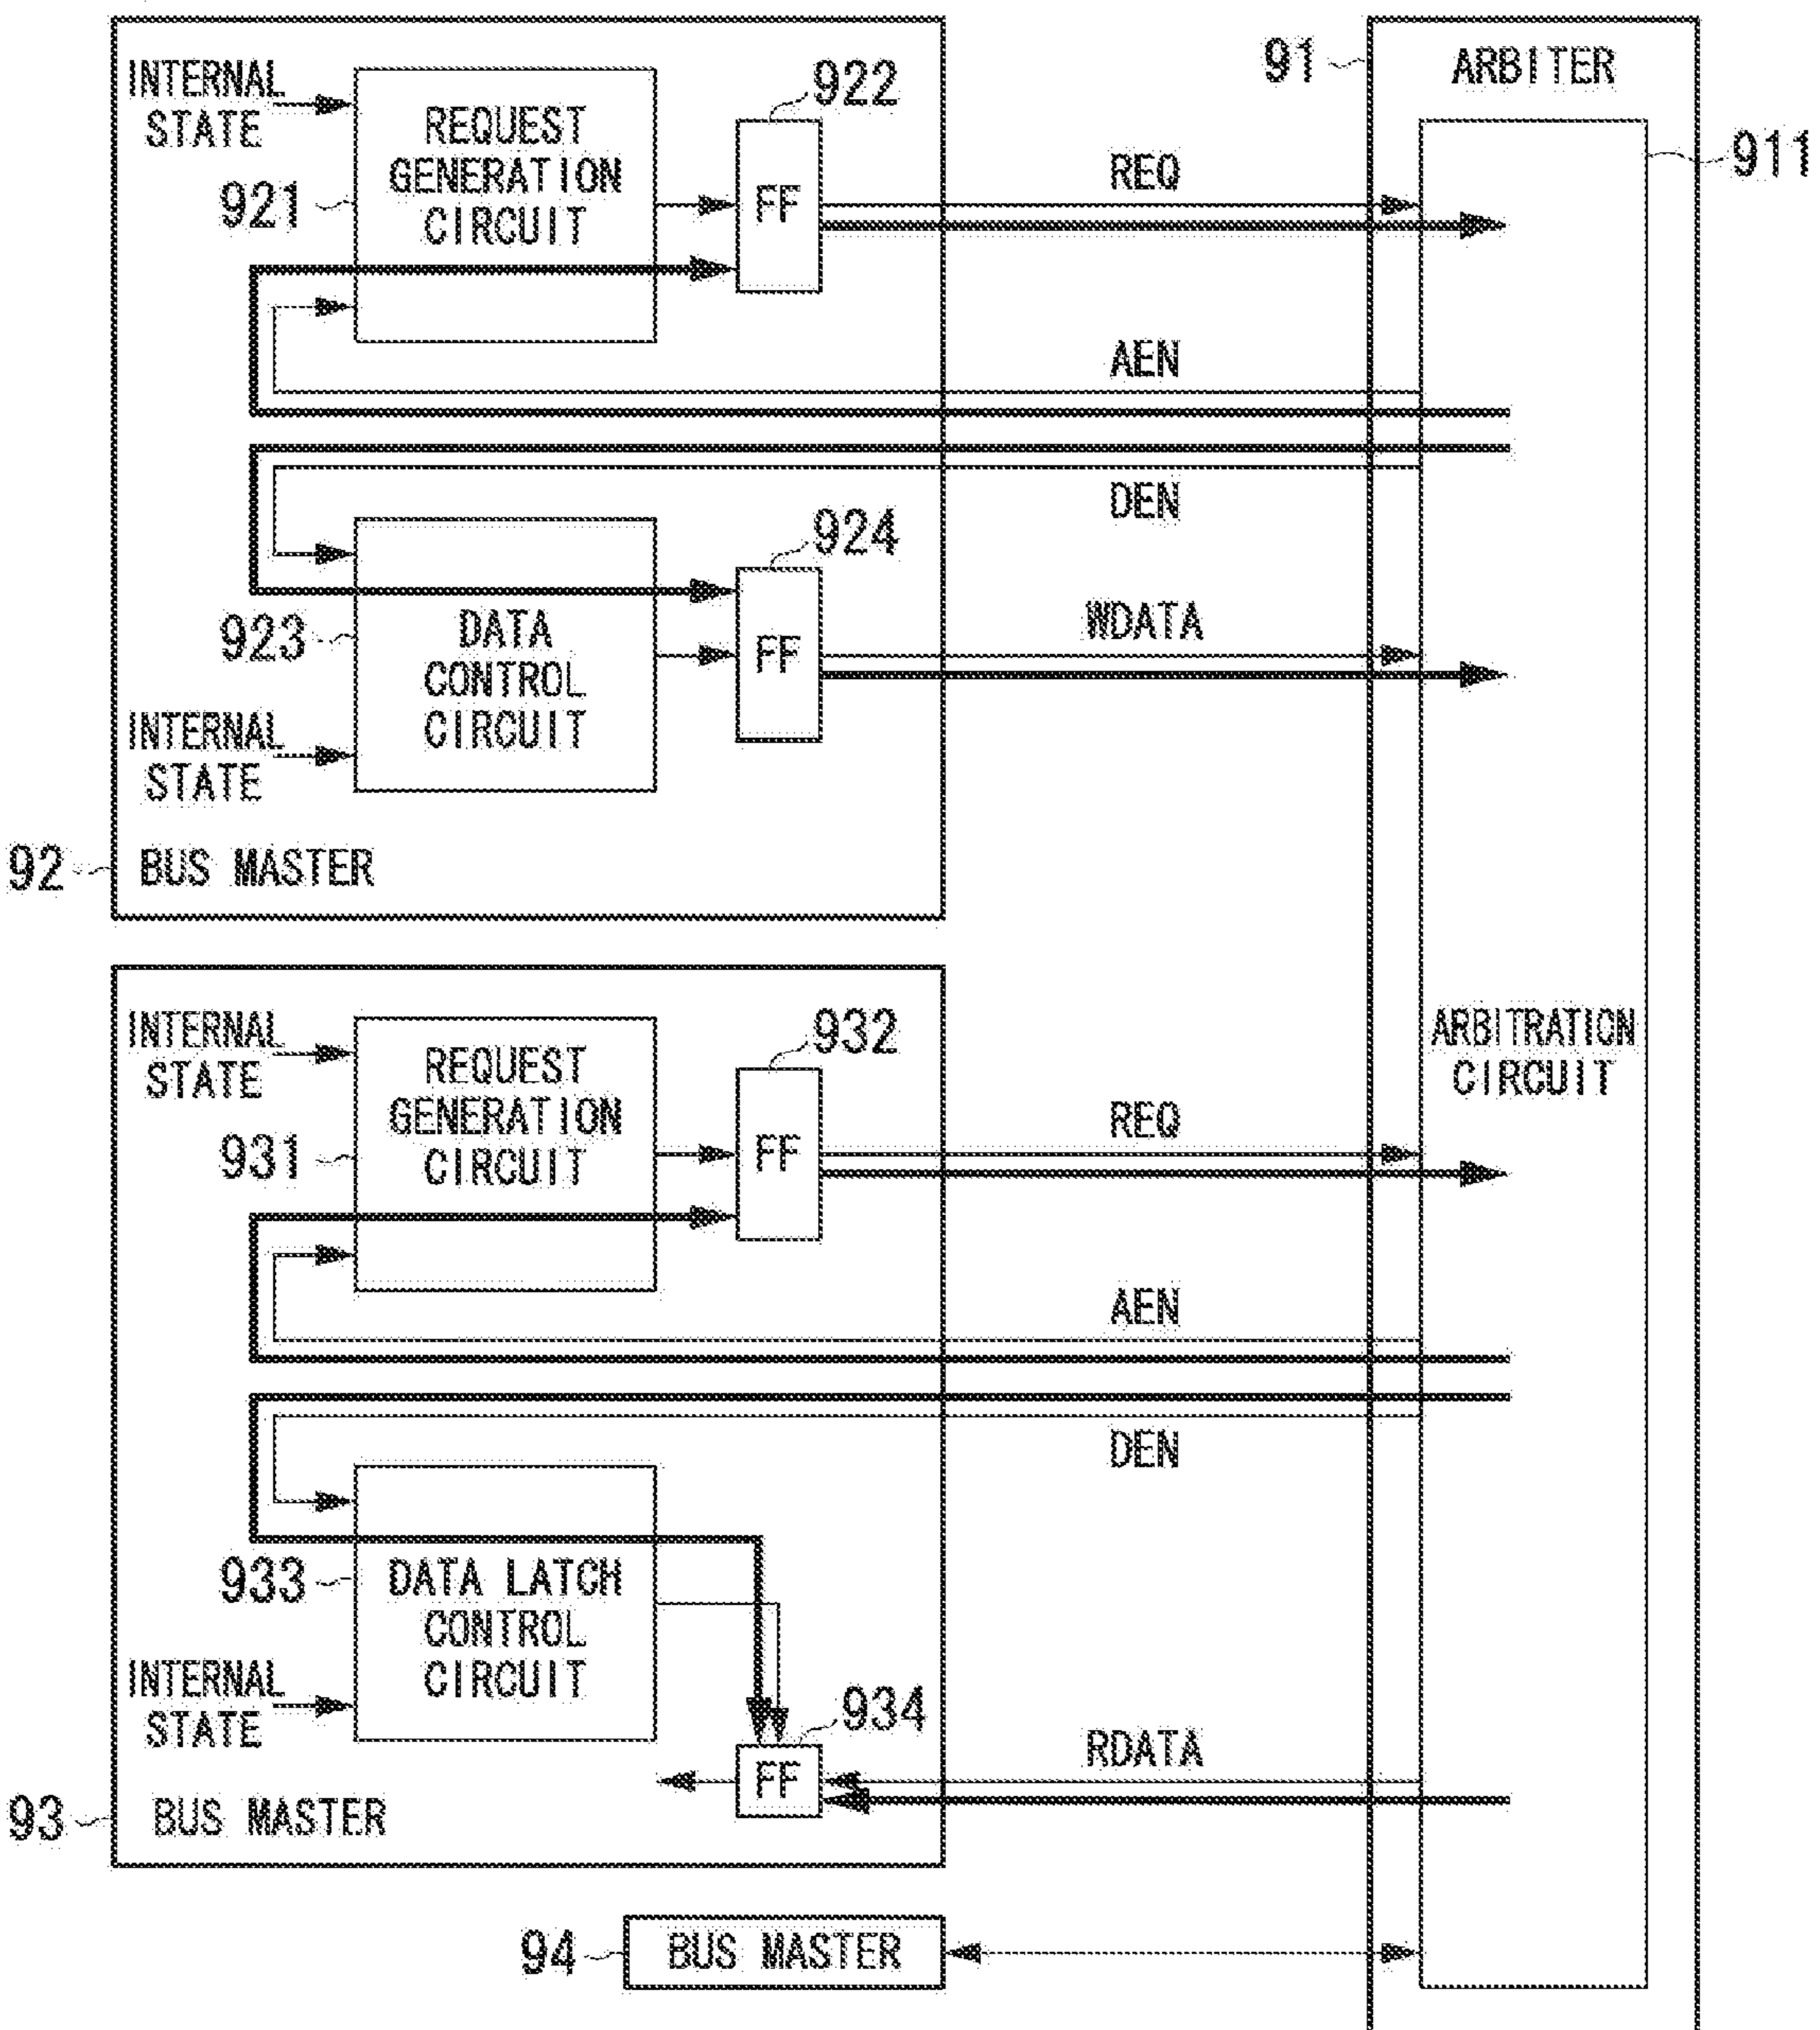 91
ARBITER
911
INTERNAL
STATE
921
REQUEST
GENERATION
CIRCUIT
922
FF
REQ
AEN
DEN
923
DATA
CONTROL
CIRCUIT
924
FF
WDATA
INTERNAL
STATE
92
BUS MASTER
INTERNAL
STATE
931
REQUEST
GENERATION
CIRCUIT
932
FF
REQ
ARBITRATION
CIRCUIT
AEN
DEN
933
DATA LATCH
CONTROL
CIRCUIT
INTERNAL
STATE
934
FF
RDATA
93
BUS MASTER
94
BUS MASTER